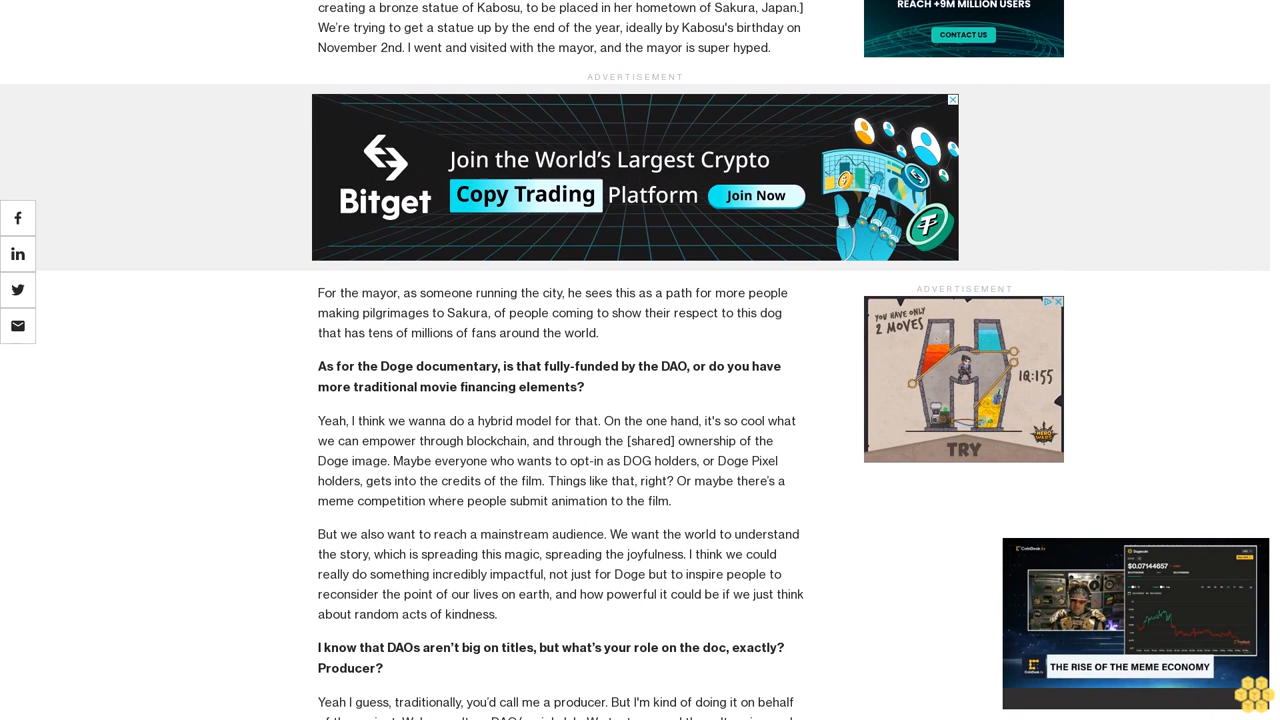 creating a bronze statue of Kabosu, to be placed in her hometown of Sakura, Japan.]
We’re trying to get a statue up by the end of the year, ideally by Kabosu's birthday on
November 2nd. I went and visited with the mayor, and the mayor is super hyped.
REACH +9M MILLION USERS
CONTACT US
ADVERTISEMENT
Bitget
Join the World’s Largest Crypto
Copy Trading Platform
Join Now
For the mayor, as someone running the city, he sees this as a path for more people
making pilgrimages to Sakura, of people coming to show their respect to this dog
that has tens of millions of fans around the world.
As for the Doge documentary, is that fully-funded by the DAO, or do you have
more traditional movie financing elements?
Yeah, I think we wanna do a hybrid model for that. On the one hand, it's so cool what
we can empower through blockchain, and through the [shared] ownership of the
Doge image. Maybe everyone who wants to opt-in as DOG holders, or Doge Pixel
holders, gets into the credits of the film. Things like that, right? Or maybe there’s a
meme competition where people submit animation to the film.
But we also want to reach a mainstream audience. We want the world to understand
the story, which is spreading this magic, spreading the joyfulness. I think we could
really do something incredibly impactful, not just for Doge but to inspire people to
reconsider the point of our lives on earth, and how powerful it could be if we just think
about random acts of kindness.
I know that DAOs aren’t big on titles, but what’s your role on the doc, exactly?
Producer?
Yeah I guess, traditionally, you’d call me a producer. But I'm kind of doing it on behalf
ADVERTISEMENT
YOU HAVE ONLY
2 MOVES
IQ:155
HERO
WARS
TRY
Dogecoin
$0.07144657
THE RISE OF THE MEME ECONOMY